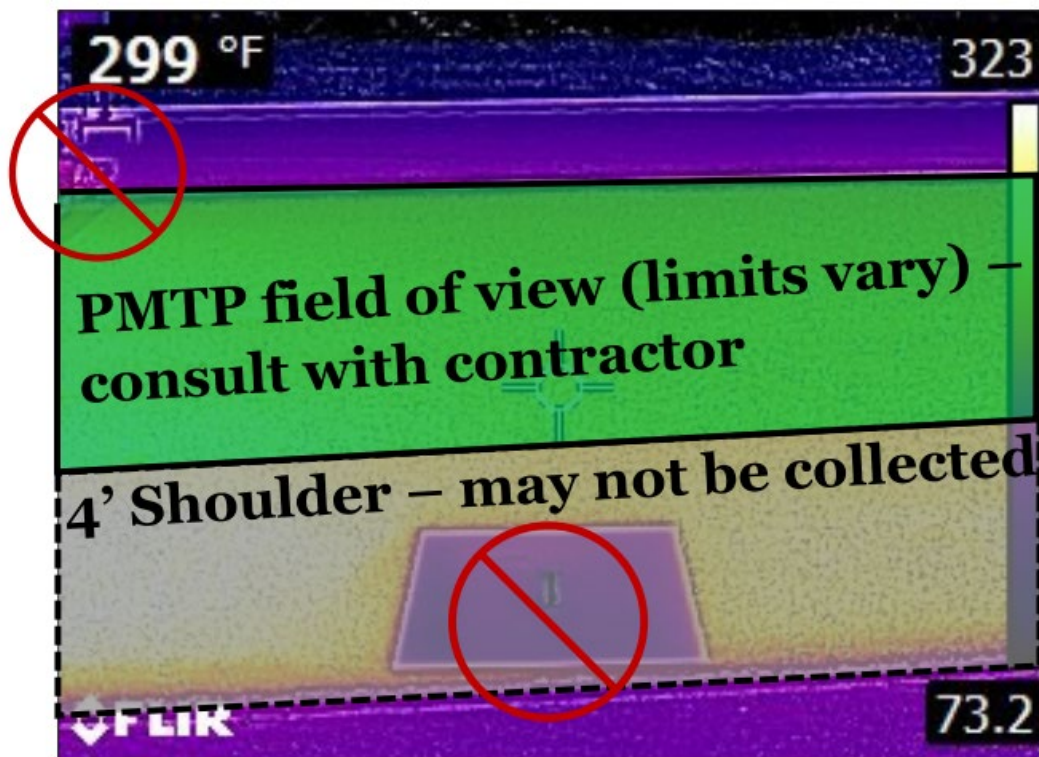 299 °F
323
PMTP field of view (limits vary) –
consult with contractor
4’ Shoulder – may not be collected
FLIR
73.2